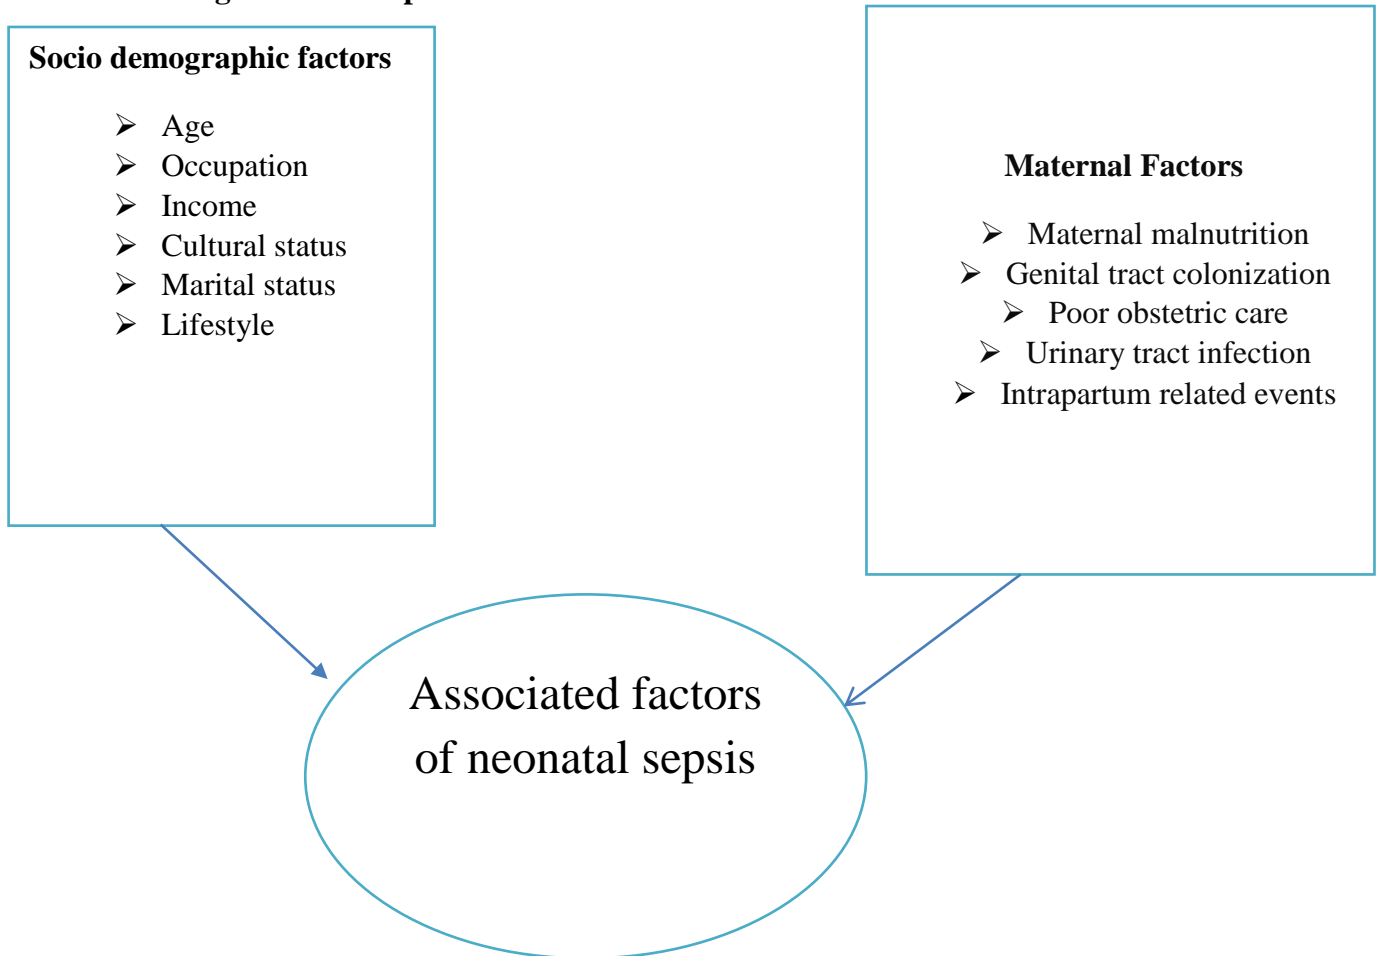 Socio demographic factors
➢ Age
➢ Occupation
➢ Income
➢ Cultural status
➢ Marital status
➢ Lifestyle
Maternal Factors
➢ Maternal malnutrition
➢ Genital tract colonization
➢ Poor obstetric care
➢ Urinary tract infection
➢ Intrapartum related events
Associated factors
of neonatal sepsis